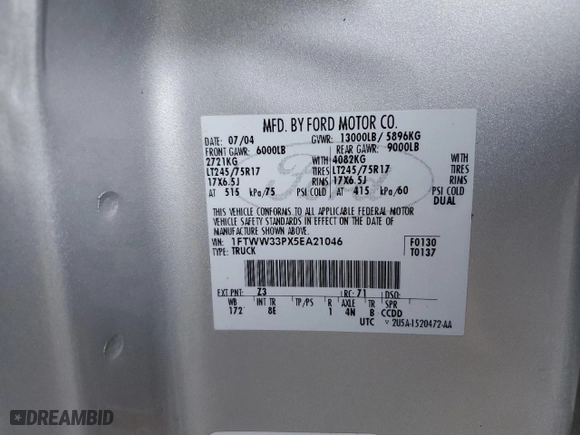 MFD. BY FORD MOTOR CO.
DATE: 07/04 GVWR: 13000LB/ 5896KG
FRONT GAWR: 6000LB REAR GAWR: 9000LB
2721KG WITH 4082KG WITH
LT245/75R17 TIRES LT245/75R17 TIRES
17X6.5J RIMS 17X6.5J RIMS
AT 515 kPa/75 PSI COLD AT 415 kPa/60 PSI COLD
DUAL
Ford
THIS VEHICLE CONFORMS TO ALL APPLICABLE FEDERAL MOTOR
VEHICLE SAFETY STANDARDS IN EFFECT ON THE DATE OF
MANUFACTURE SHOWN ABOVE.
VIN: 1FTWW33PX5EA21046 F0130
TYPE: TRUCK T0137
EXT PNT: Z3 RC: 71 DSO:
WB INT TR TP/PS R AXLE TR SPR
172 8E 1 4N B CCDD
UTC 2U5A-1520472-AA
DREAMBID